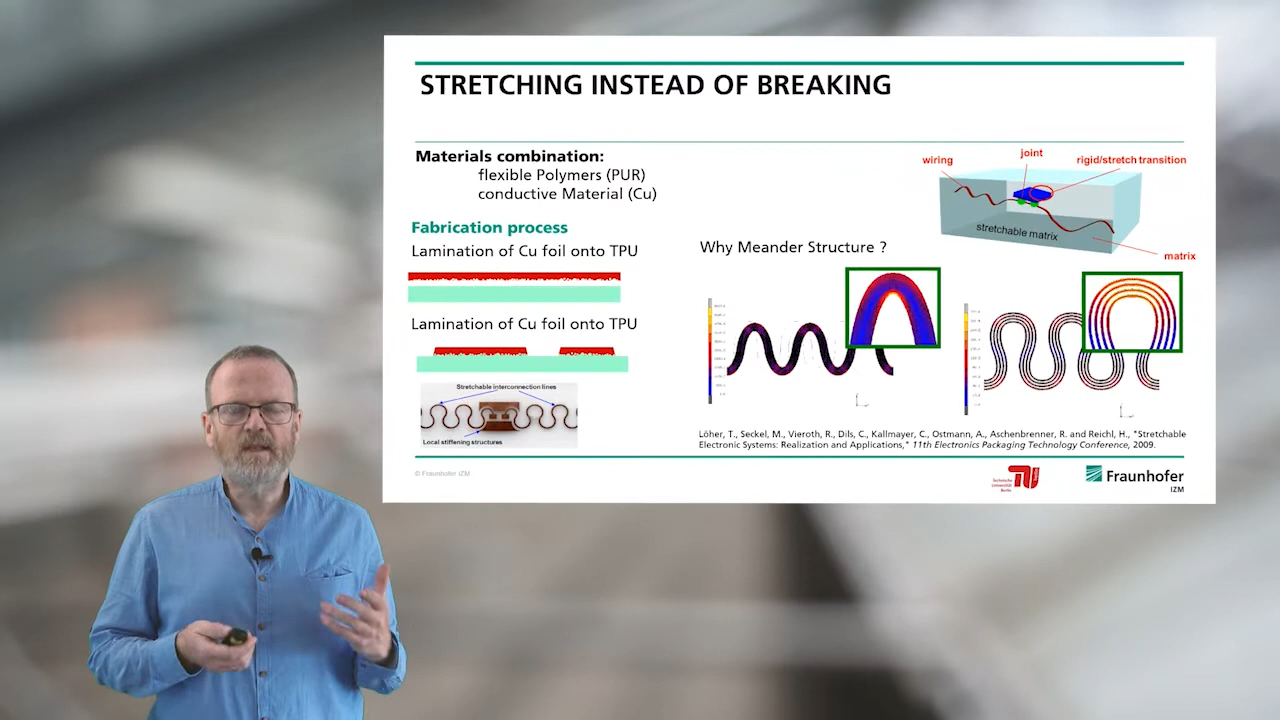 STRETCHING INSTEAD OF BREAKING
Materials combination:
flexible Polymers (PUR)
conductive Material (Cu)
Fabrication process
Lamination of Cu foil onto TPU
Lamination of Cu foil onto TPU
Stretchable interconnection lines
Local stiffening structures
wiring
joint
rigid/stretch transition
stretchable matrix
matrix
Why Meander Structure ?
Löher, T., Seckel, M., Vieroth, R., Dils, C., Kallmayer, C., Ostmann, A., Aschenbrenner, R. and Reichl, H., "Stretchable
Electronic Systems: Realization and Applications," 11th Electronics Packaging Technology Conference, 2009.
© Fraunhofer IZM
Technische
Universität
Berlin
Fraunhofer
IZM